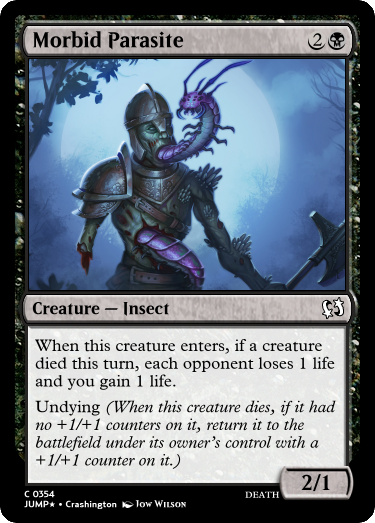 Morbid Parasite 2
Creature — Insect
When this creature enters, if a creature
died this turn, each opponent loses 1 life
and you gain 1 life.
Undying (When this creature dies, if it had
no +1/+1 counters on it, return it to the
battlefield under its owner's control with a
+1/+1 counter on it.)
2/1
C 0354 DEATH
JUMP★ • Crashington Jow Wilson